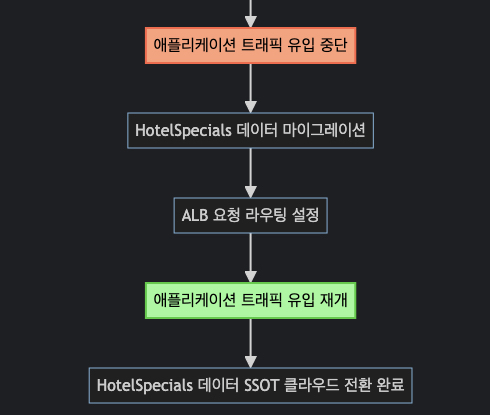 애플리케이션 트래픽 유입 중단
HotelSpecials 데이터 마이그레이션
ALB 요청 라우팅 설정
애플리케이션 트래픽 유입 재개
HotelSpecials 데이터 SSOT 클라우드 전환 완료